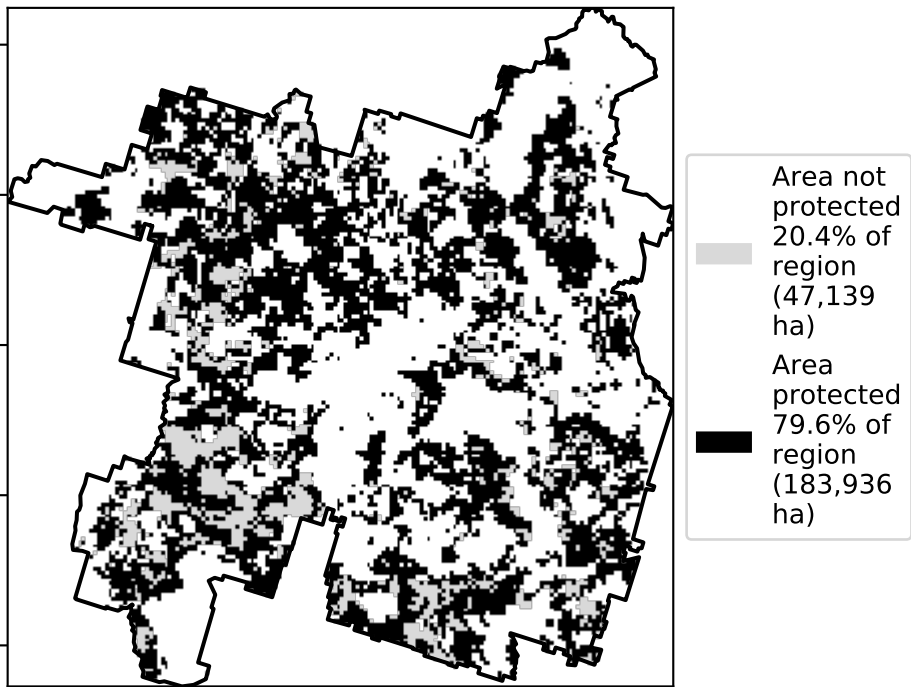 Area not
protected
20.4% of
region
(47,139
ha)
Area
protected
79.6% of
region
(183,936
ha)